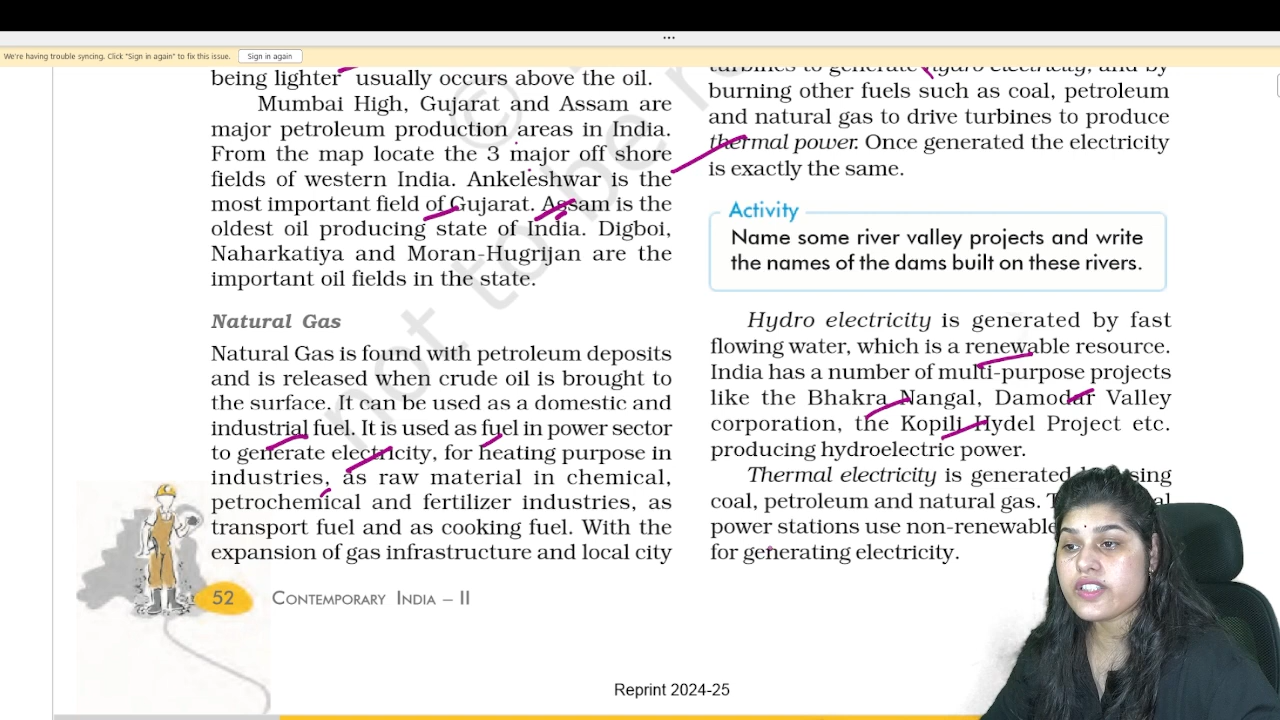 We're having trouble syncing. Click "Sign in again" to fix this issue. Sign in again
being lighter usually occurs above the oil.
Mumbai High, Gujarat and Assam are
major petroleum production areas in India.
From the map locate the 3 major off shore
fields of western India. Ankeleshwar is the
most important field of Gujarat. Assam is the
oldest oil producing state of India. Digboi,
Naharkatiya and Moran-Hugrijan are the
important oil fields in the state.
Natural Gas
Natural Gas is found with petroleum deposits
and is released when crude oil is brought to
the surface. It can be used as a domestic and
industrial fuel. It is used as fuel in power sector
to generate electricity, for heating purpose in
industries, as raw material in chemical,
petrochemical and fertilizer industries, as
transport fuel and as cooking fuel. With the
expansion of gas infrastructure and local city
turbines to generate hydro electricity, and by
burning other fuels such as coal, petroleum
and natural gas to drive turbines to produce
thermal power. Once generated the electricity
is exactly the same.
Activity
Name some river valley projects and write
the names of the dams built on these rivers.
Hydro electricity is generated by fast
flowing water, which is a renewable resource.
India has a number of multi-purpose projects
like the Bhakra Nangal, Damodar Valley
corporation, the Kopili Hydel Project etc.
producing hydroelectric power.
Thermal electricity is generated
coal, petroleum and natural gas.
power stations use non-renewable
for generating electricity.
52 CONTEMPORARY INDIA – II
Reprint 2024-25
© not to be